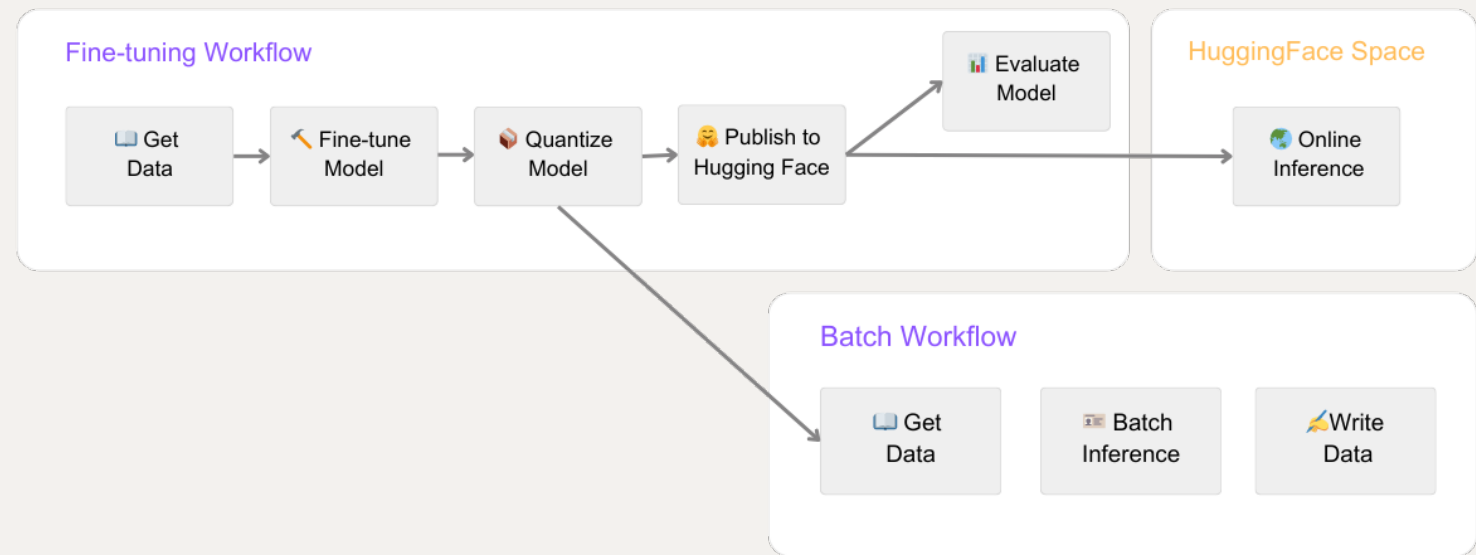 Fine-tuning Workflow
📖 Get
Data
🔨 Fine-tune
Model
📦 Quantize
Model
🤗 Publish to
Hugging Face
📊 Evaluate
Model
HuggingFace Space
🌏 Online
Inference
Batch Workflow
📖 Get
Data
🪪 Batch
Inference
✍️Write
Data